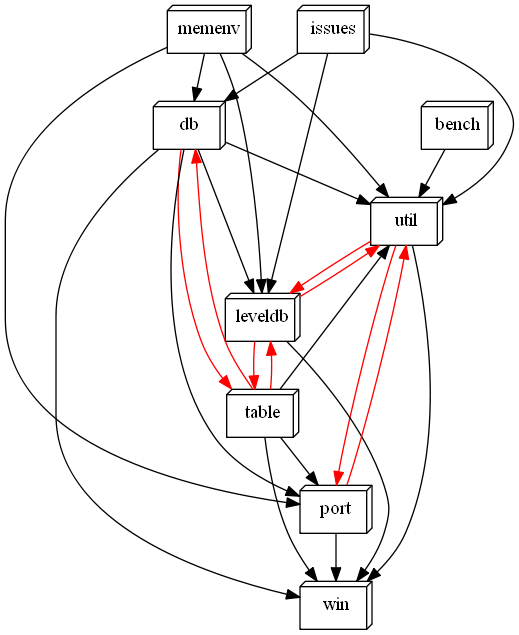 memenv
issues
db
bench
util
leveldb
table
port
win